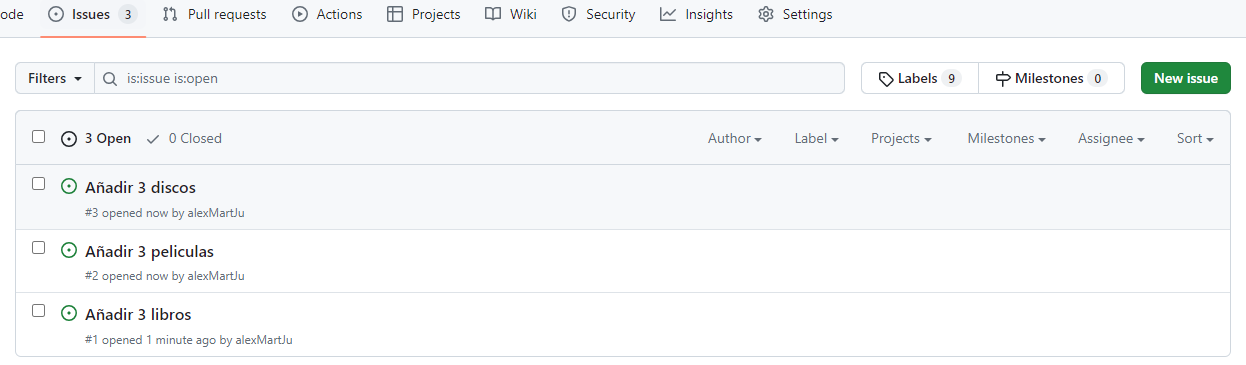 ode Issues 3 Pull requests Actions Projects Wiki Security Insights Settings
Filters is:issue is:open Labels 9 Milestones 0 New issue
3 Open 0 Closed Author Label Projects Milestones Assignee Sort
Añadir 3 discos
#3 opened now by alexMartJu
Añadir 3 peliculas
#2 opened now by alexMartJu
Añadir 3 libros
#1 opened 1 minute ago by alexMartJu